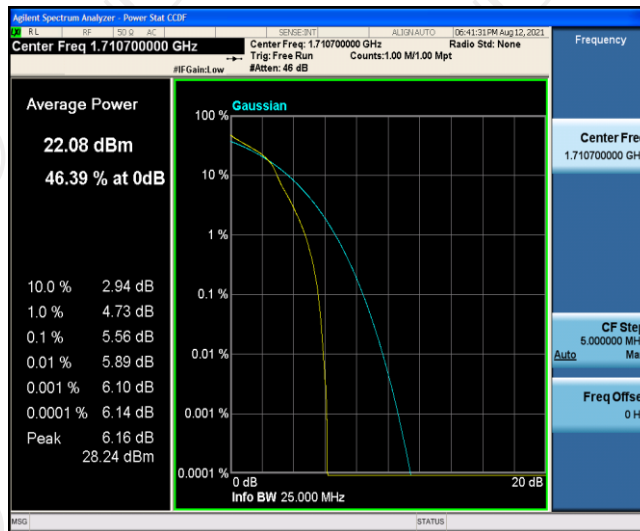 Agilent Spectrum Analyzer - Power Stat CCDF
RL RF 50 Ω AC SENSE:INT ALIGN AUTO 06:41:31 PM Aug 12, 2021
Center Freq 1.710700000 GHz
Center Freq: 1.710700000 GHz Radio Std: None
Trig: Free Run Counts:1.00 M/1.00 Mpt
#IFGain:Low #Atten: 46 dB
Frequency
Average Power
22.08 dBm
46.39 % at 0dB
10.0 % 2.94 dB
1.0 % 4.73 dB
0.1 % 5.56 dB
0.01 % 5.89 dB
0.001 % 6.10 dB
0.0001 % 6.14 dB
Peak 6.16 dB
28.24 dBm
Gaussian
100 %
10 %
1 %
0.1 %
0.01 %
0.001 %
0.0001 %
0 dB 20 dB
Info BW 25.000 MHz
Center Fre
1.710700000 GH
CF Step
5.000000 MH
Auto Ma
Freq Offse
0 H
MSG STATUS